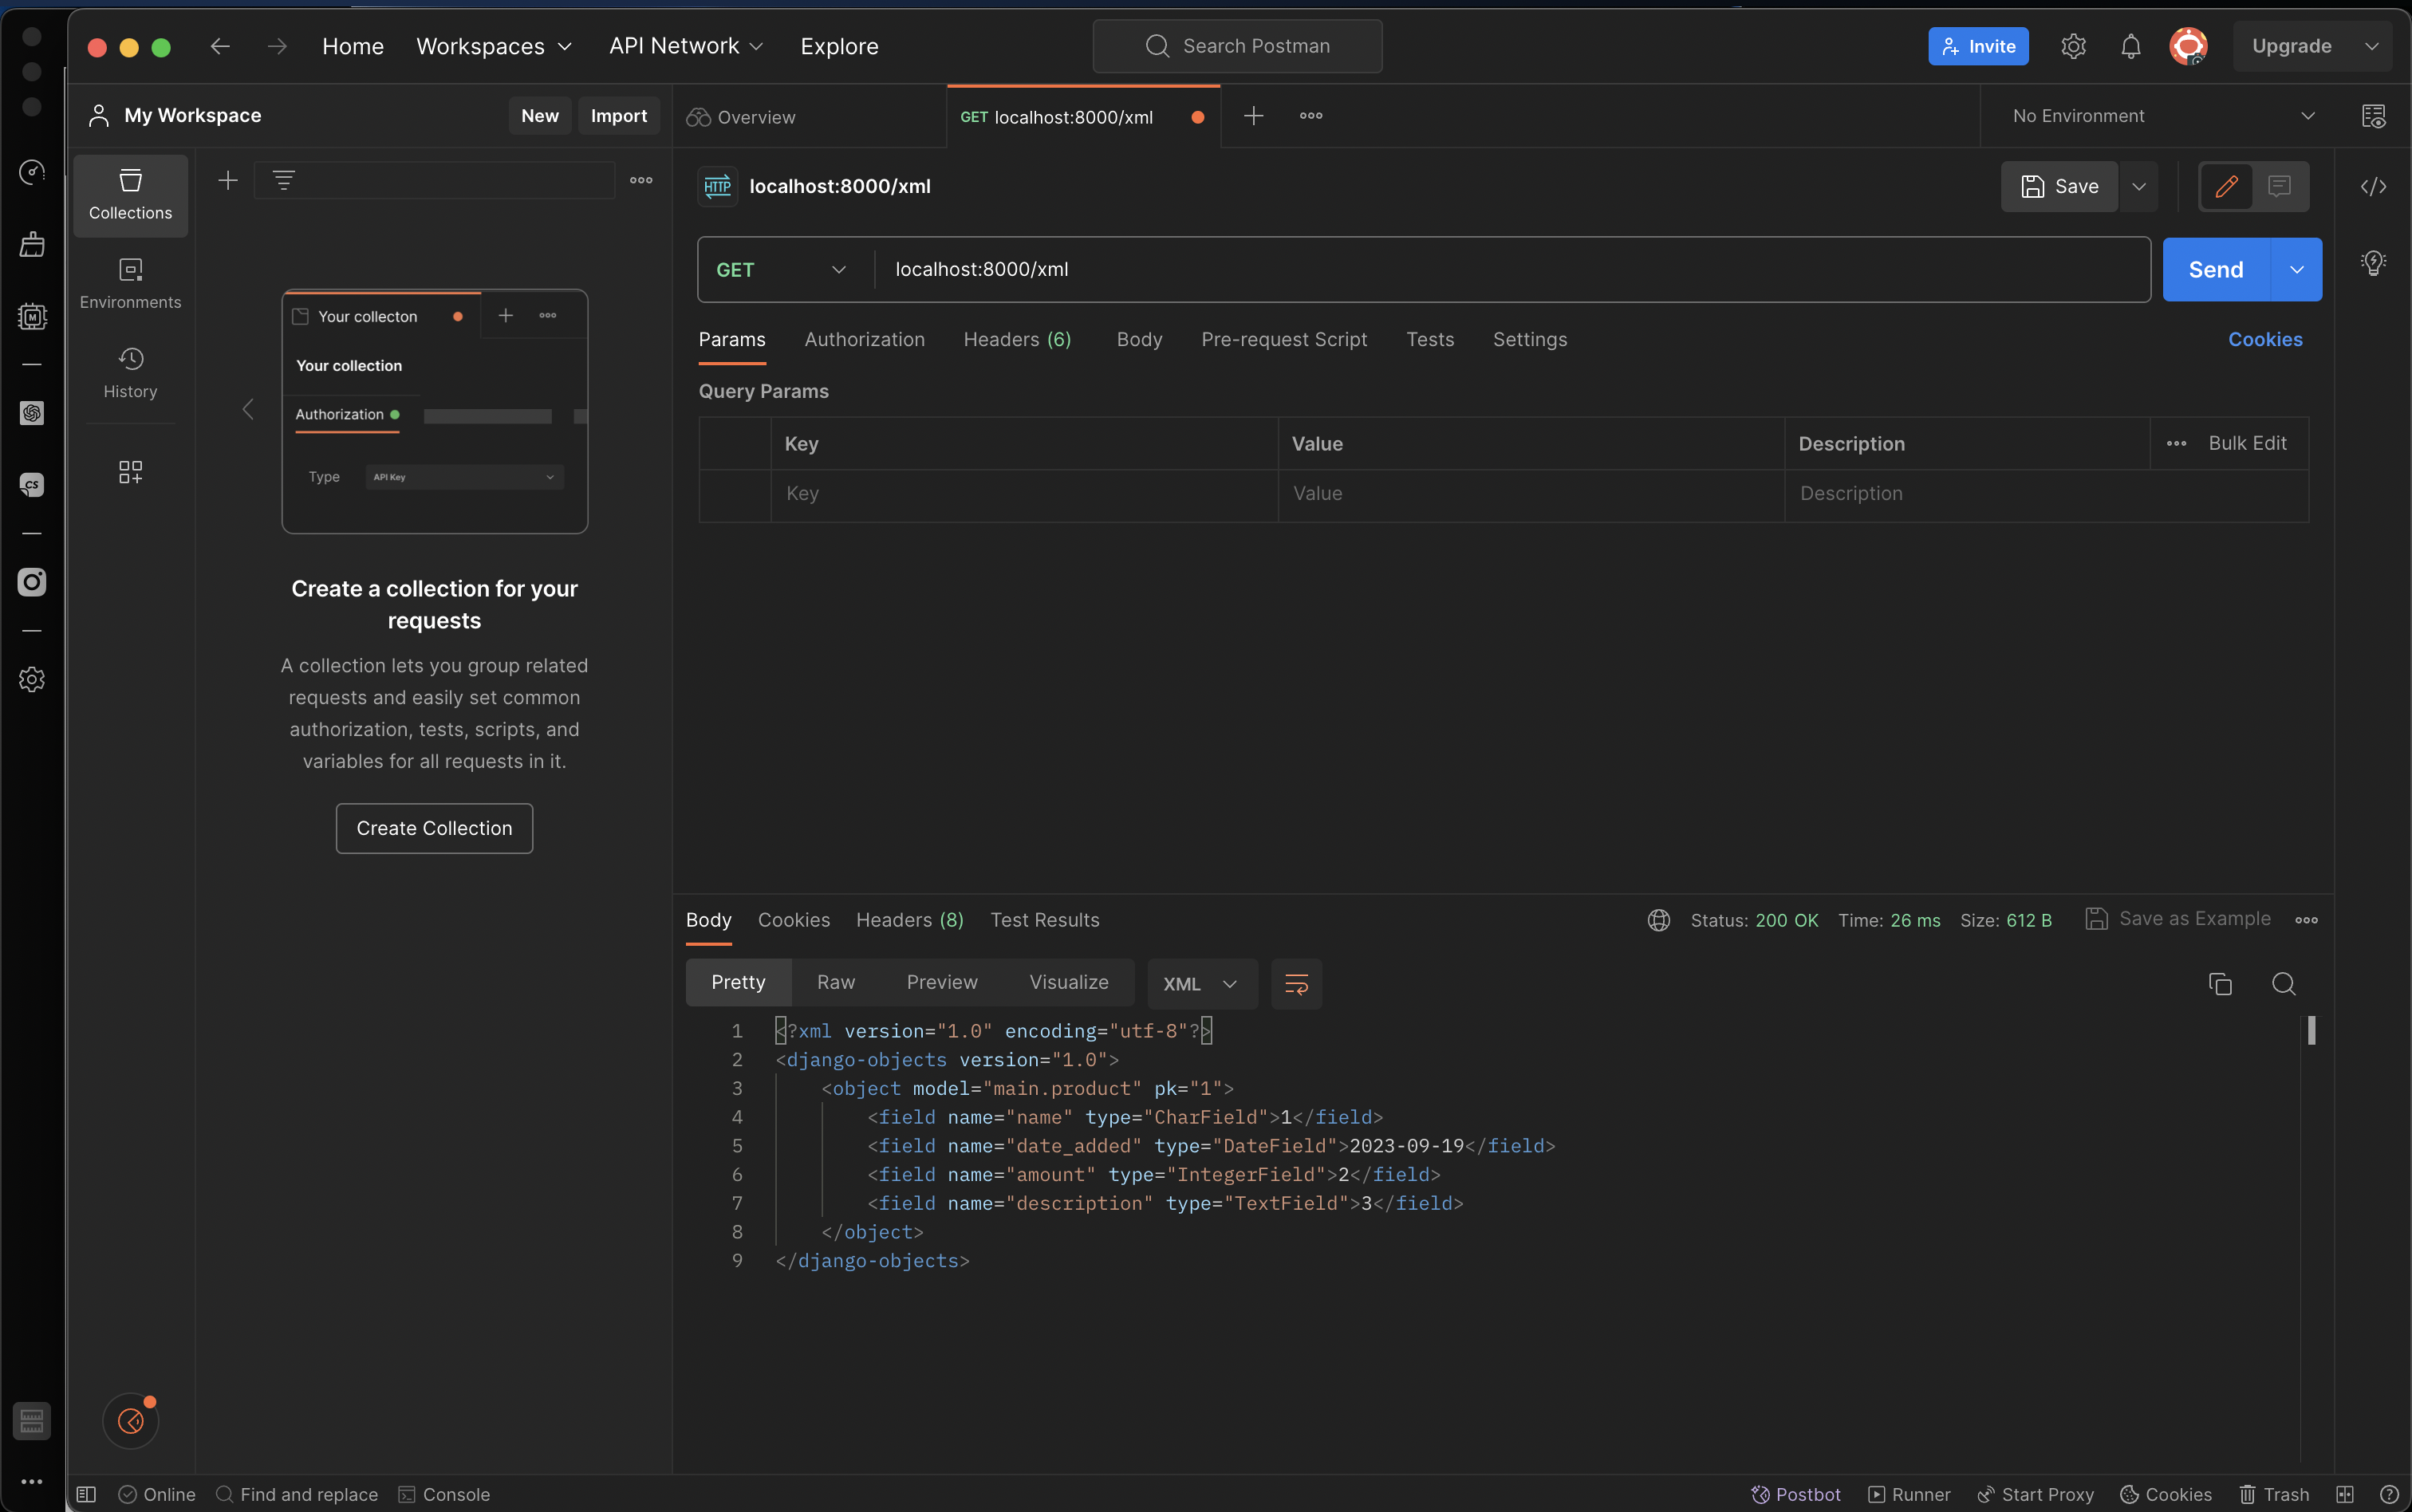 Home Workspaces API Network Explore Search Postman Invite Upgrade
My Workspace New Import Overview GET localhost:8000/xml No Environment
Collections
Environments
History
Your collecton
Your collection
Authorization
Type API Key
Create a collection for your
requests
A collection lets you group related
requests and easily set common
authorization, tests, scripts, and
variables for all requests in it.
Create Collection
HTTP localhost:8000/xml Save
GET localhost:8000/xml Send
Params Authorization Headers (6) Body Pre-request Script Tests Settings Cookies
Query Params
Key Value Description Bulk Edit
Key Value Description
Body Cookies Headers (8) Test Results Status: 200 OK Time: 26 ms Size: 612 B Save as Example
Pretty Raw Preview Visualize XML
1 <?xml version="1.0" encoding="utf-8"?>
2 <django-objects version="1.0">
3 <object model="main.product" pk="1">
4 <field name="name" type="CharField">1</field>
5 <field name="date_added" type="DateField">2023-09-19</field>
6 <field name="amount" type="IntegerField">2</field>
7 <field name="description" type="TextField">3</field>
8 </object>
9 </django-objects>
M
CS
Online Find and replace Console Postbot Runner Start Proxy Cookies Trash